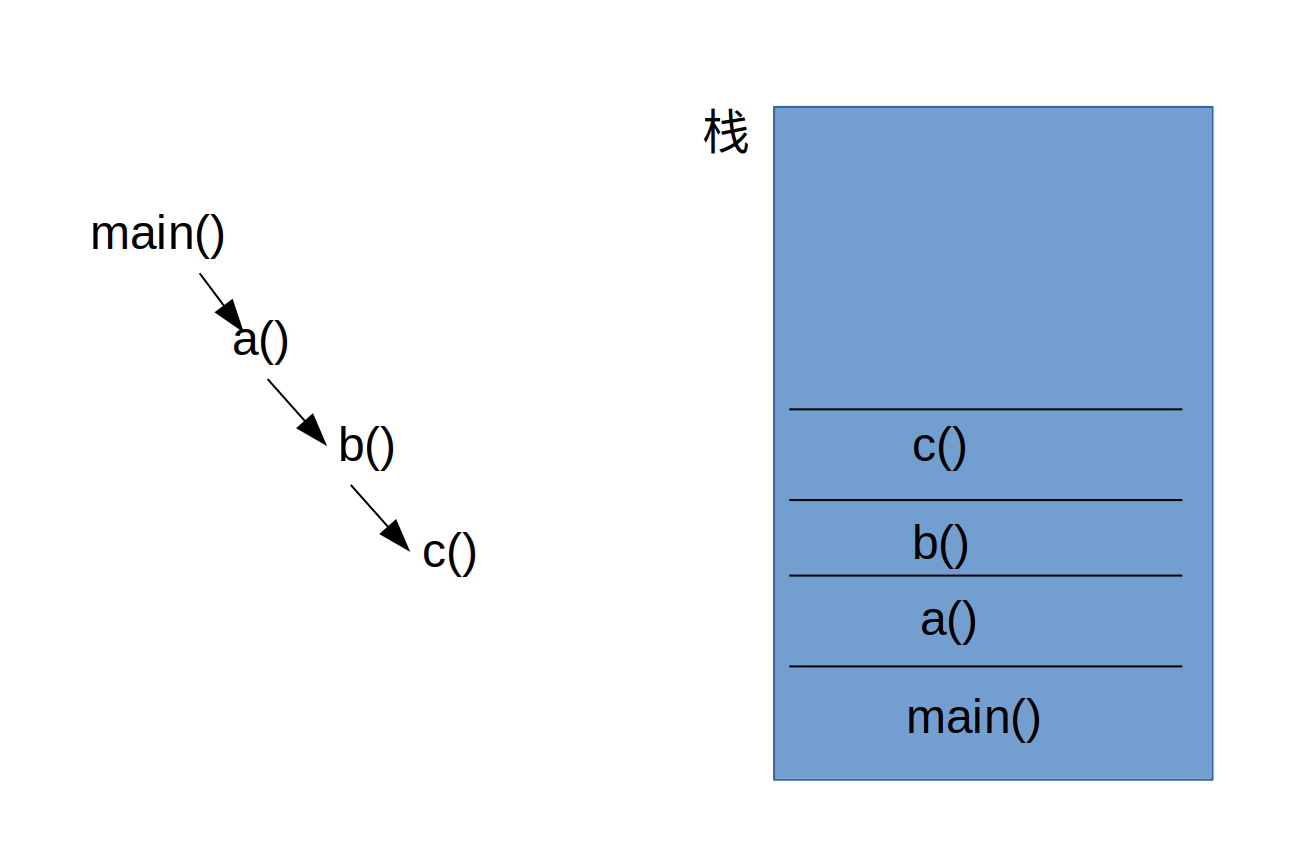 main()
a()
b()
c()
栈
c()
b()
a()
main()